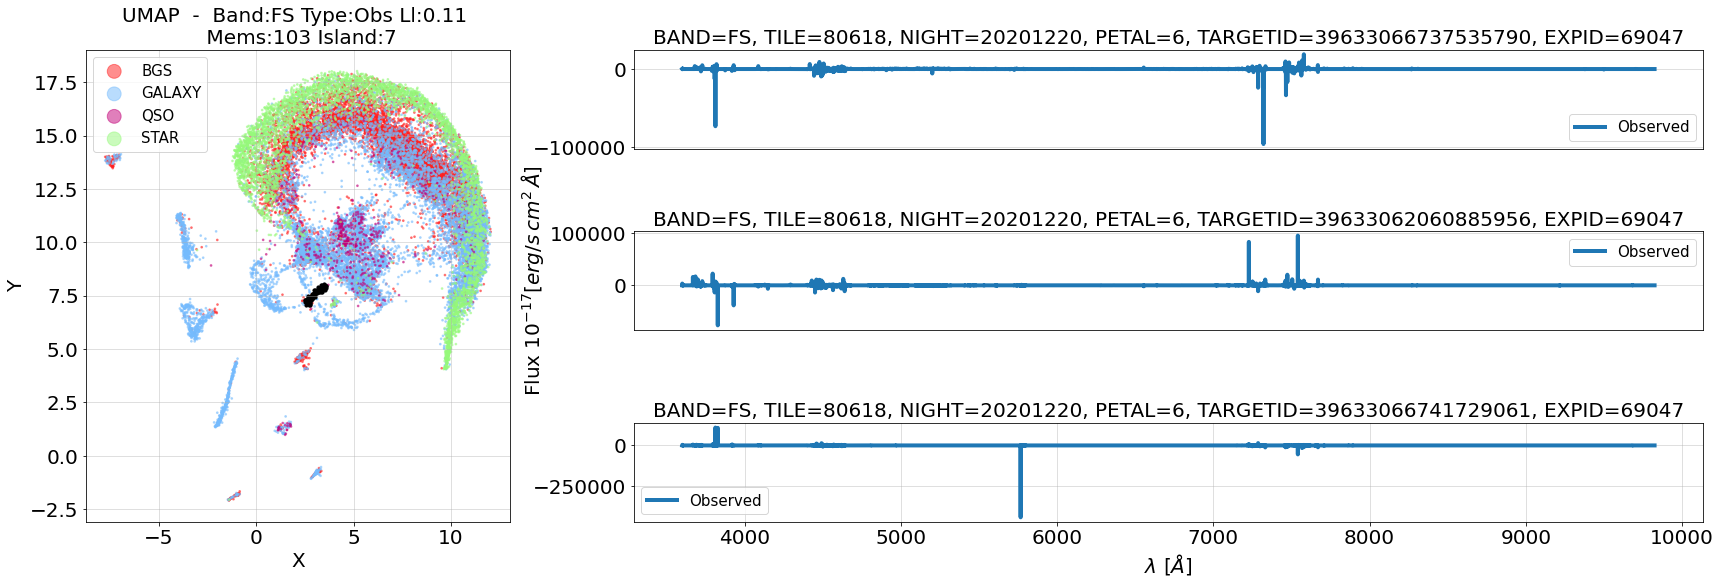 UMAP  -  Band:FS Type:Obs Ll:0.11
Mems:103 Island:7
BGS
GALAXY
QSO
STAR
17.5
15.0
12.5
10.0
7.5
5.0
2.5
0.0
−2.5
Y
−5
0
5
10
X
Flux 10⁻¹⁷[erg/s cm² Å]
BAND=FS, TILE=80618, NIGHT=20201220, PETAL=6, TARGETID=39633066737535790, EXPID=69047
0
−100000
Observed
BAND=FS, TILE=80618, NIGHT=20201220, PETAL=6, TARGETID=39633062060885956, EXPID=69047
100000
0
Observed
BAND=FS, TILE=80618, NIGHT=20201220, PETAL=6, TARGETID=39633066741729061, EXPID=69047
0
−250000
Observed
4000
5000
6000
7000
8000
9000
10000
λ [Å]